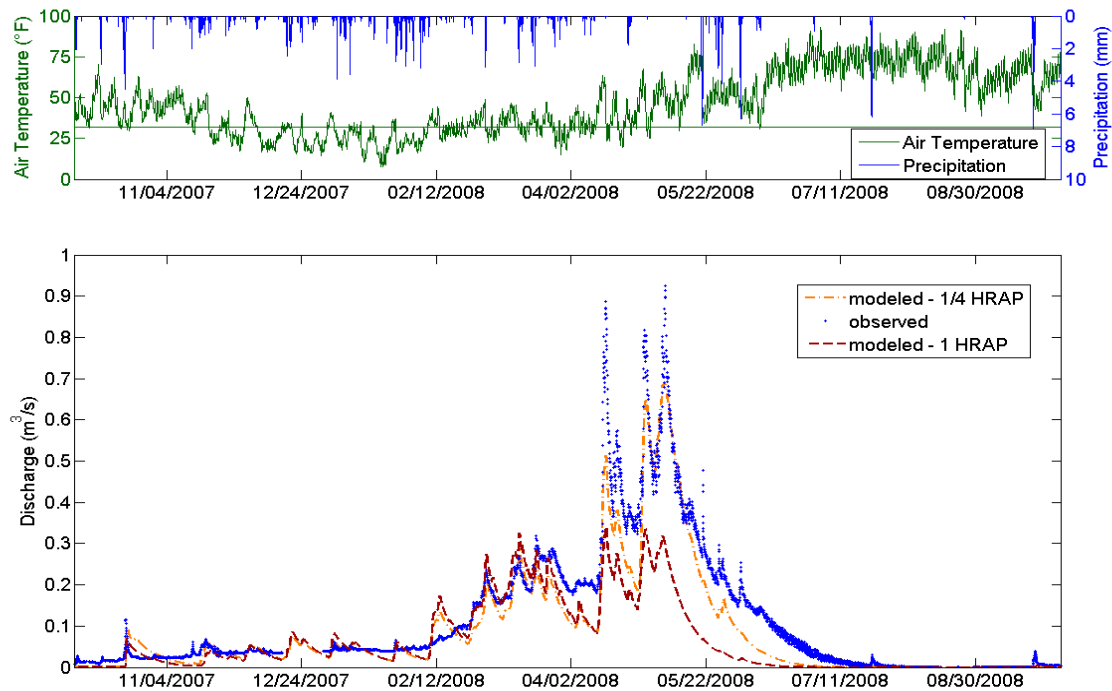 Air Temperature (°F)
100
75
50
25
0
0
2
4
6
8
10
Precipitation (mm)
Air Temperature
Precipitation
11/04/2007 12/24/2007 02/12/2008 04/02/2008 05/22/2008 07/11/2008 08/30/2008
Discharge (m³/s)
1
0.9
0.8
0.7
0.6
0.5
0.4
0.3
0.2
0.1
0
modeled - 1/4 HRAP
observed
modeled - 1 HRAP
11/04/2007 12/24/2007 02/12/2008 04/02/2008 05/22/2008 07/11/2008 08/30/2008